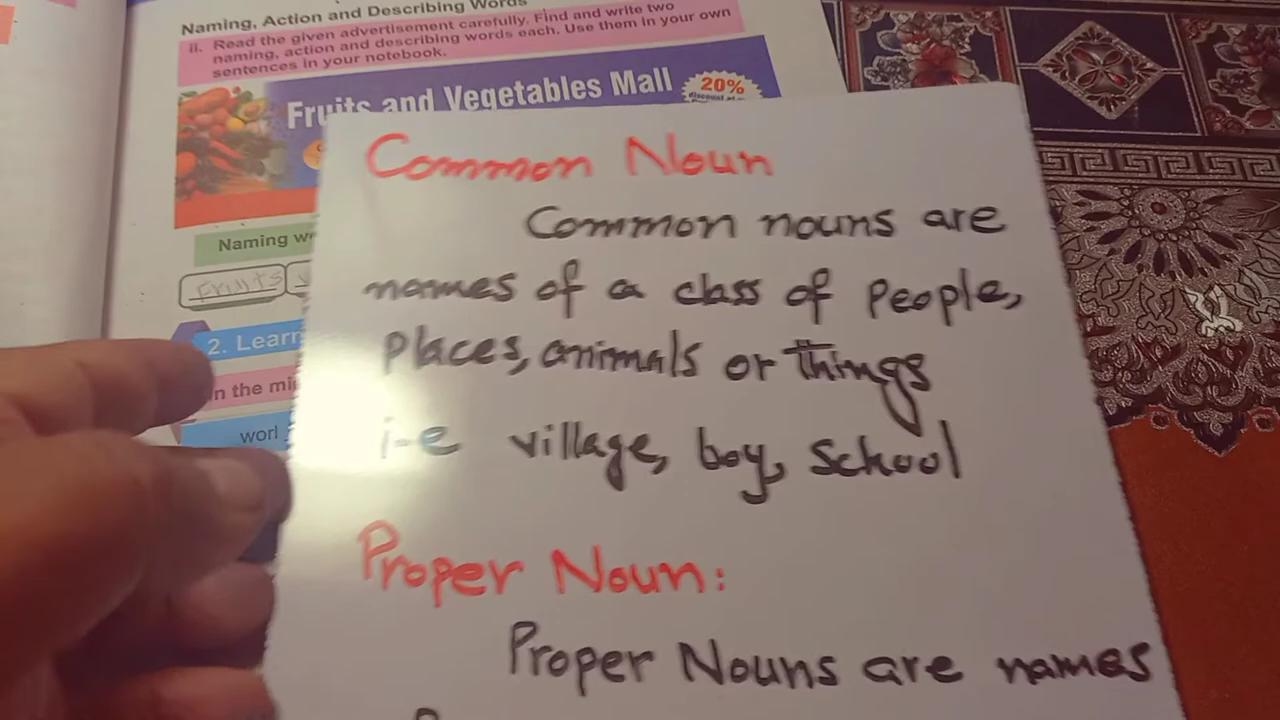 Naming, Action and Describing Words
ii. Read the given advertisement carefully. Find and write two
naming, action and describing words each. Use them in your own
sentences in your notebook.
Fruits and Vegetables Mall
20%
discount
Common Noun
Common nouns are
names of a class of People,
Places, animals or things
i-e village, boy, School
Proper Noun:
Proper Nouns are names
Naming
Fruits
2. Learn
in the